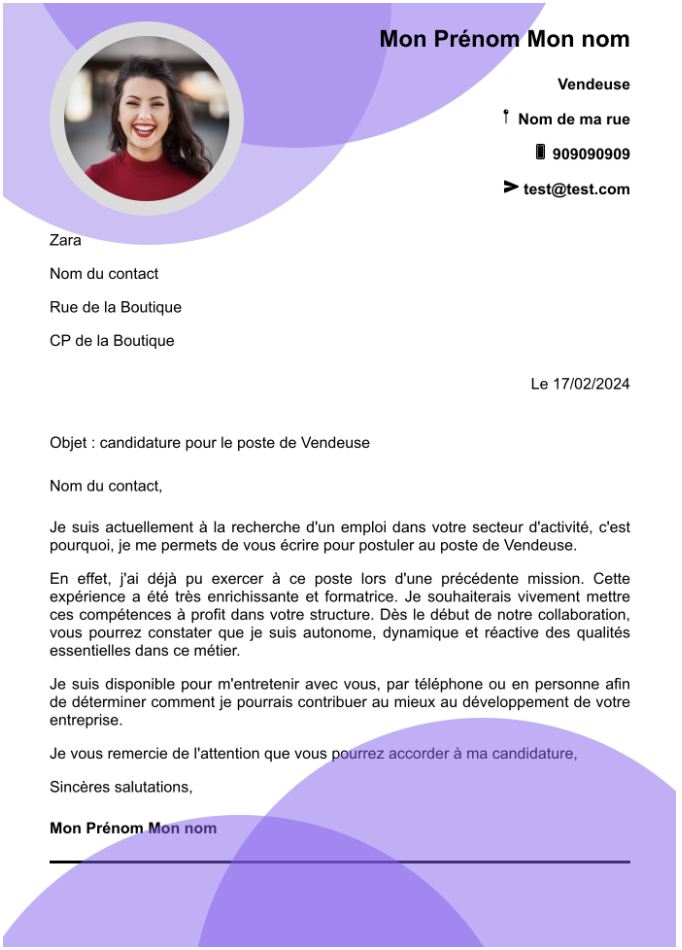 Mon Prénom Mon nom
Vendeuse
Nom de ma rue
909090909
test@test.com
Zara
Nom du contact
Rue de la Boutique
CP de la Boutique
Le 17/02/2024
Objet : candidature pour le poste de Vendeuse
Nom du contact,
Je suis actuellement à la recherche d'un emploi dans votre secteur d'activité, c'est
pourquoi, je me permets de vous écrire pour postuler au poste de Vendeuse.
En effet, j'ai déjà pu exercer à ce poste lors d'une précédente mission. Cette
expérience a été très enrichissante et formatrice. Je souhaiterais vivement mettre
ces compétences à profit dans votre structure. Dès le début de notre collaboration,
vous pourrez constater que je suis autonome, dynamique et réactive des qualités
essentielles dans ce métier.
Je suis disponible pour m'entretenir avec vous, par téléphone ou en personne afin
de déterminer comment je pourrais contribuer au mieux au développement de votre
entreprise.
Je vous remercie de l'attention que vous pourrez accorder à ma candidature,
Sincères salutations,
Mon Prénom Mon nom